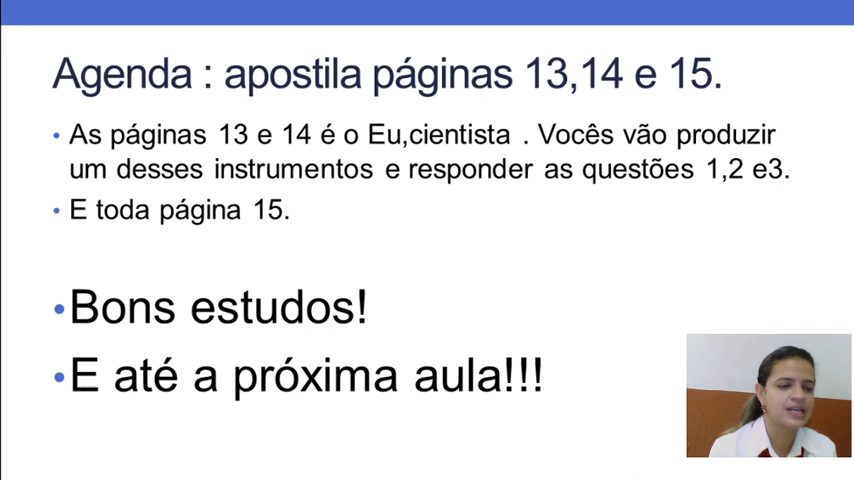 Agenda : apostila páginas 13,14 e 15.
• As páginas 13 e 14 é o Eu,cientista . Vocês vão produzir
um desses instrumentos e responder as questões 1,2 e3.
• E toda página 15.
•Bons estudos!
•E até a próxima aula!!!